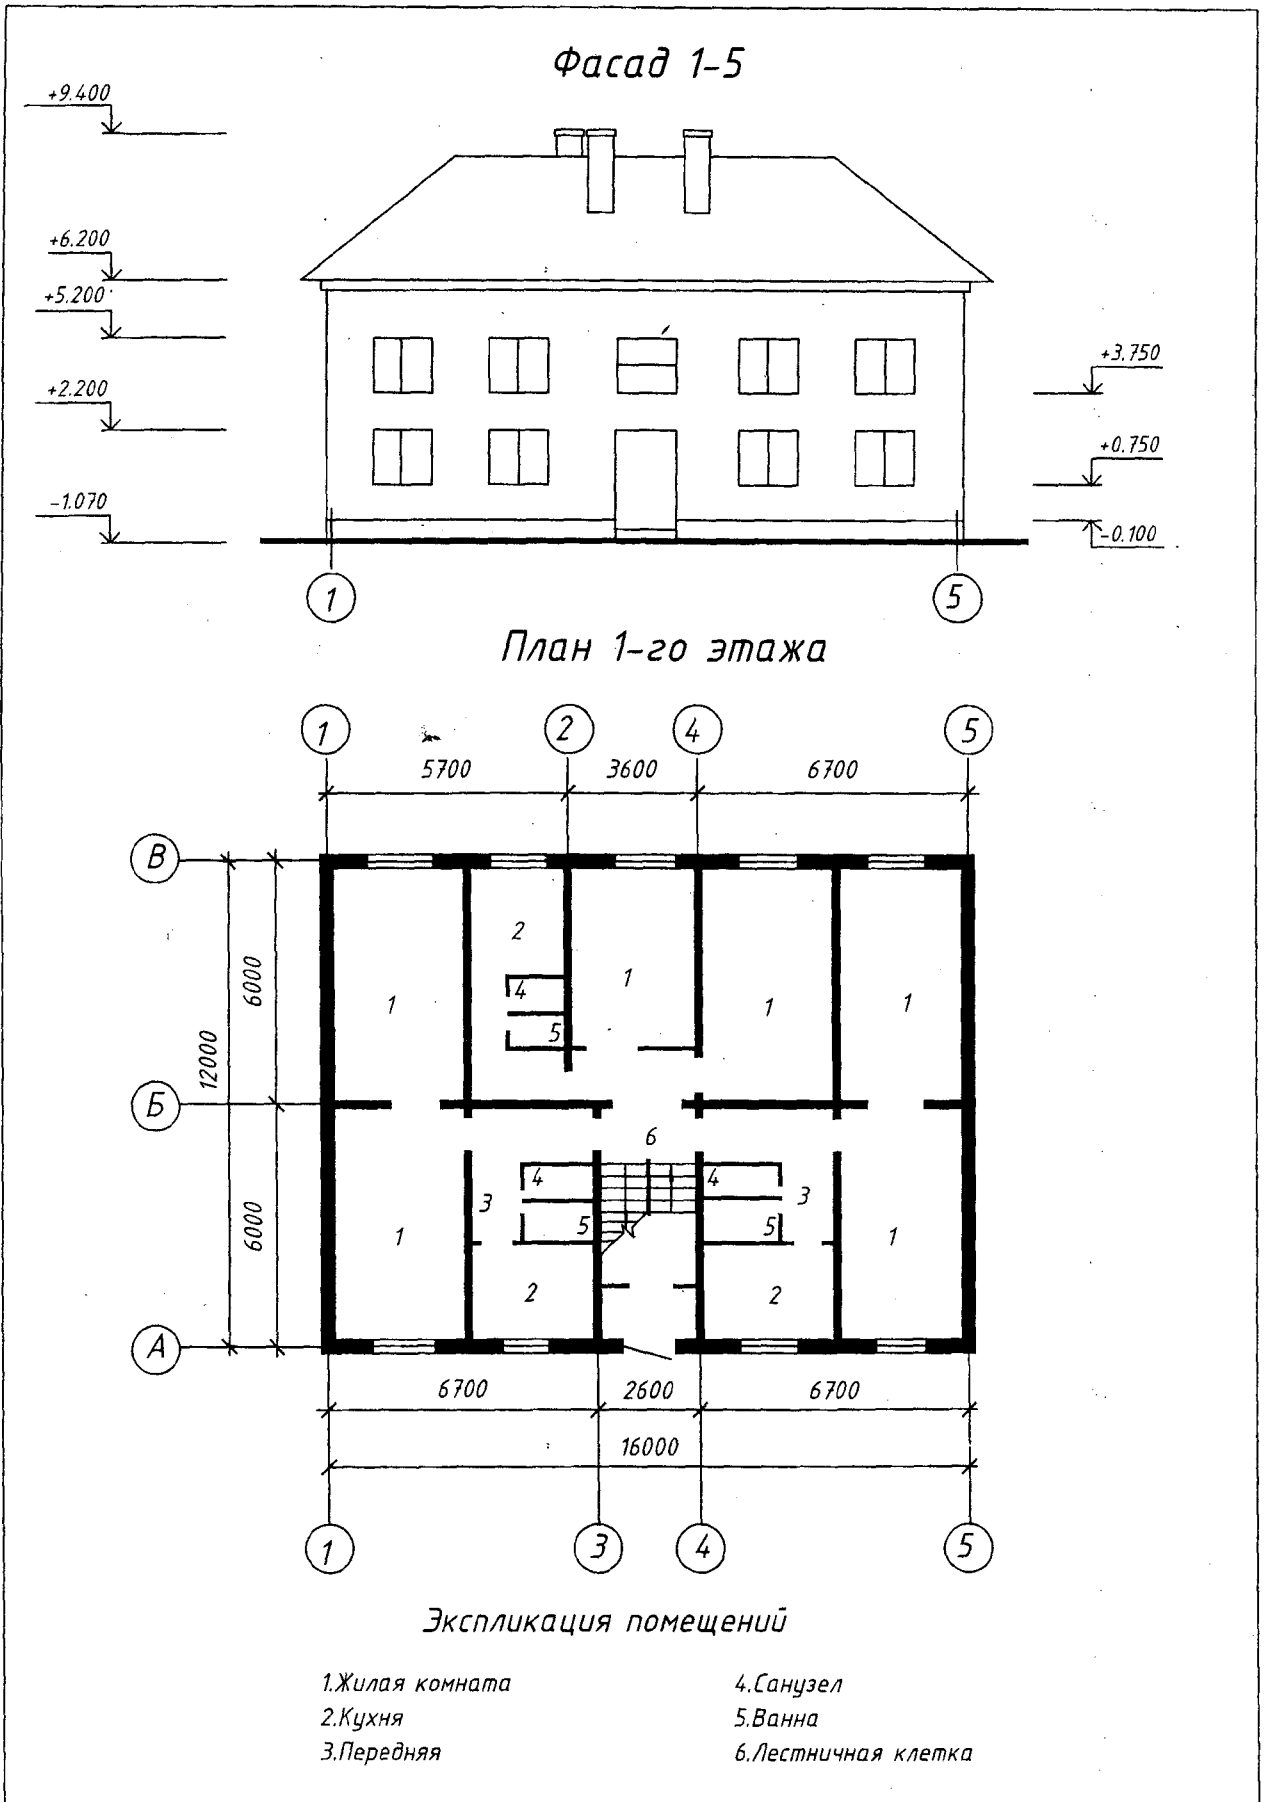 Фасад 1-5
+9.400
+6.200
+5.200
+3.750
+2.200
+0.750
-1.070
-0.100
1 5
План 1-го этажа
1 2 4 5
5700 3600 6700
В
2
6000
4
1 1 1 1
5
12000
Б
6
4 4
3 3
6000
5 5
1 1
2 2
А
6700 2600 6700
16000
1 3 4 5
Экспликация помещений
1.Жилая комната
2.Кухня
3.Передняя
4.Санузел
5.Ванна
6.Лестничная клетка